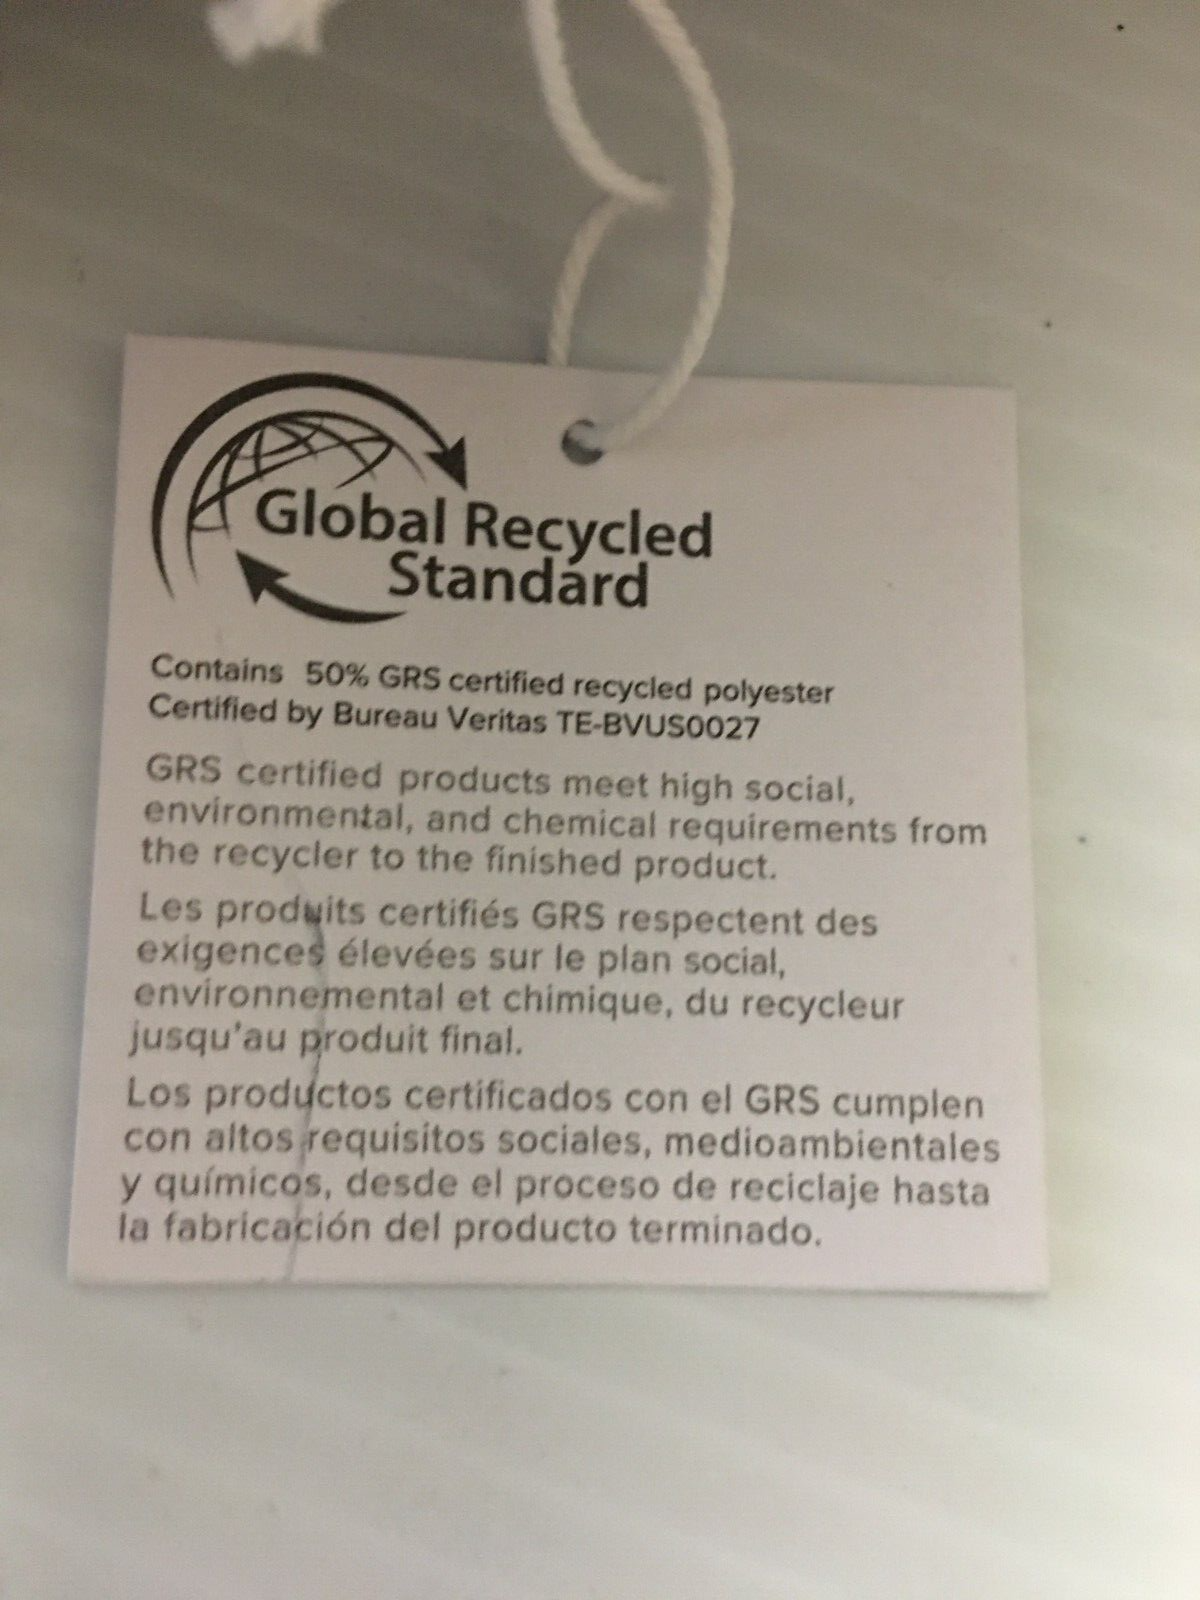 Global Recycled
Standard
Contains 50% GRS certified recycled polyester
Certified by Bureau Veritas TE-BVUS0027
GRS certified products meet high social,
environmental, and chemical requirements from
the recycler to the finished product.
Les produits certifiés GRS respectent des
exigences élevées sur le plan social,
environnemental et chimique, du recycleur
jusqu'au produit final.
Los productos certificados con el GRS cumplen
con altos requisitos sociales, medioambientales
y químicos, desde el proceso de reciclaje hasta
la fabricación del producto terminado.